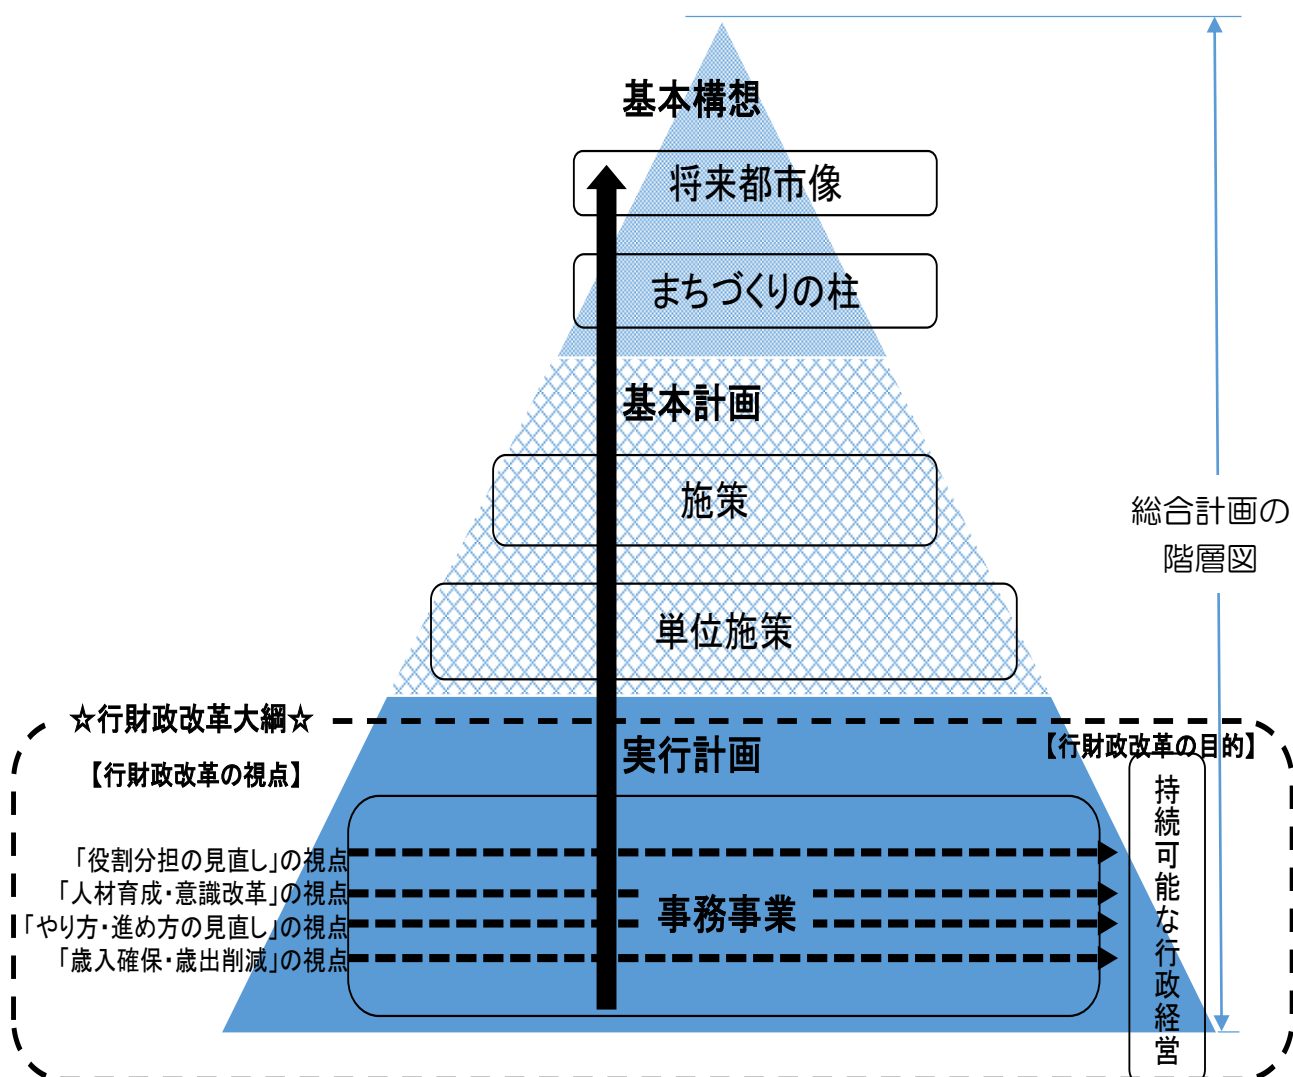 基本構想
将来都市像
まちづくりの柱
基本計画
施策
単位施策
総合計画の
階層図
☆行財政改革大綱☆
実行計画
【行財政改革の目的】
【行財政改革の視点】
「役割分担の見直し」の視点
「人材育成・意識改革」の視点
「やり方・進め方の見直し」の視点
「歳入確保・歳出削減」の視点
事務事業
持続可能な行政経営